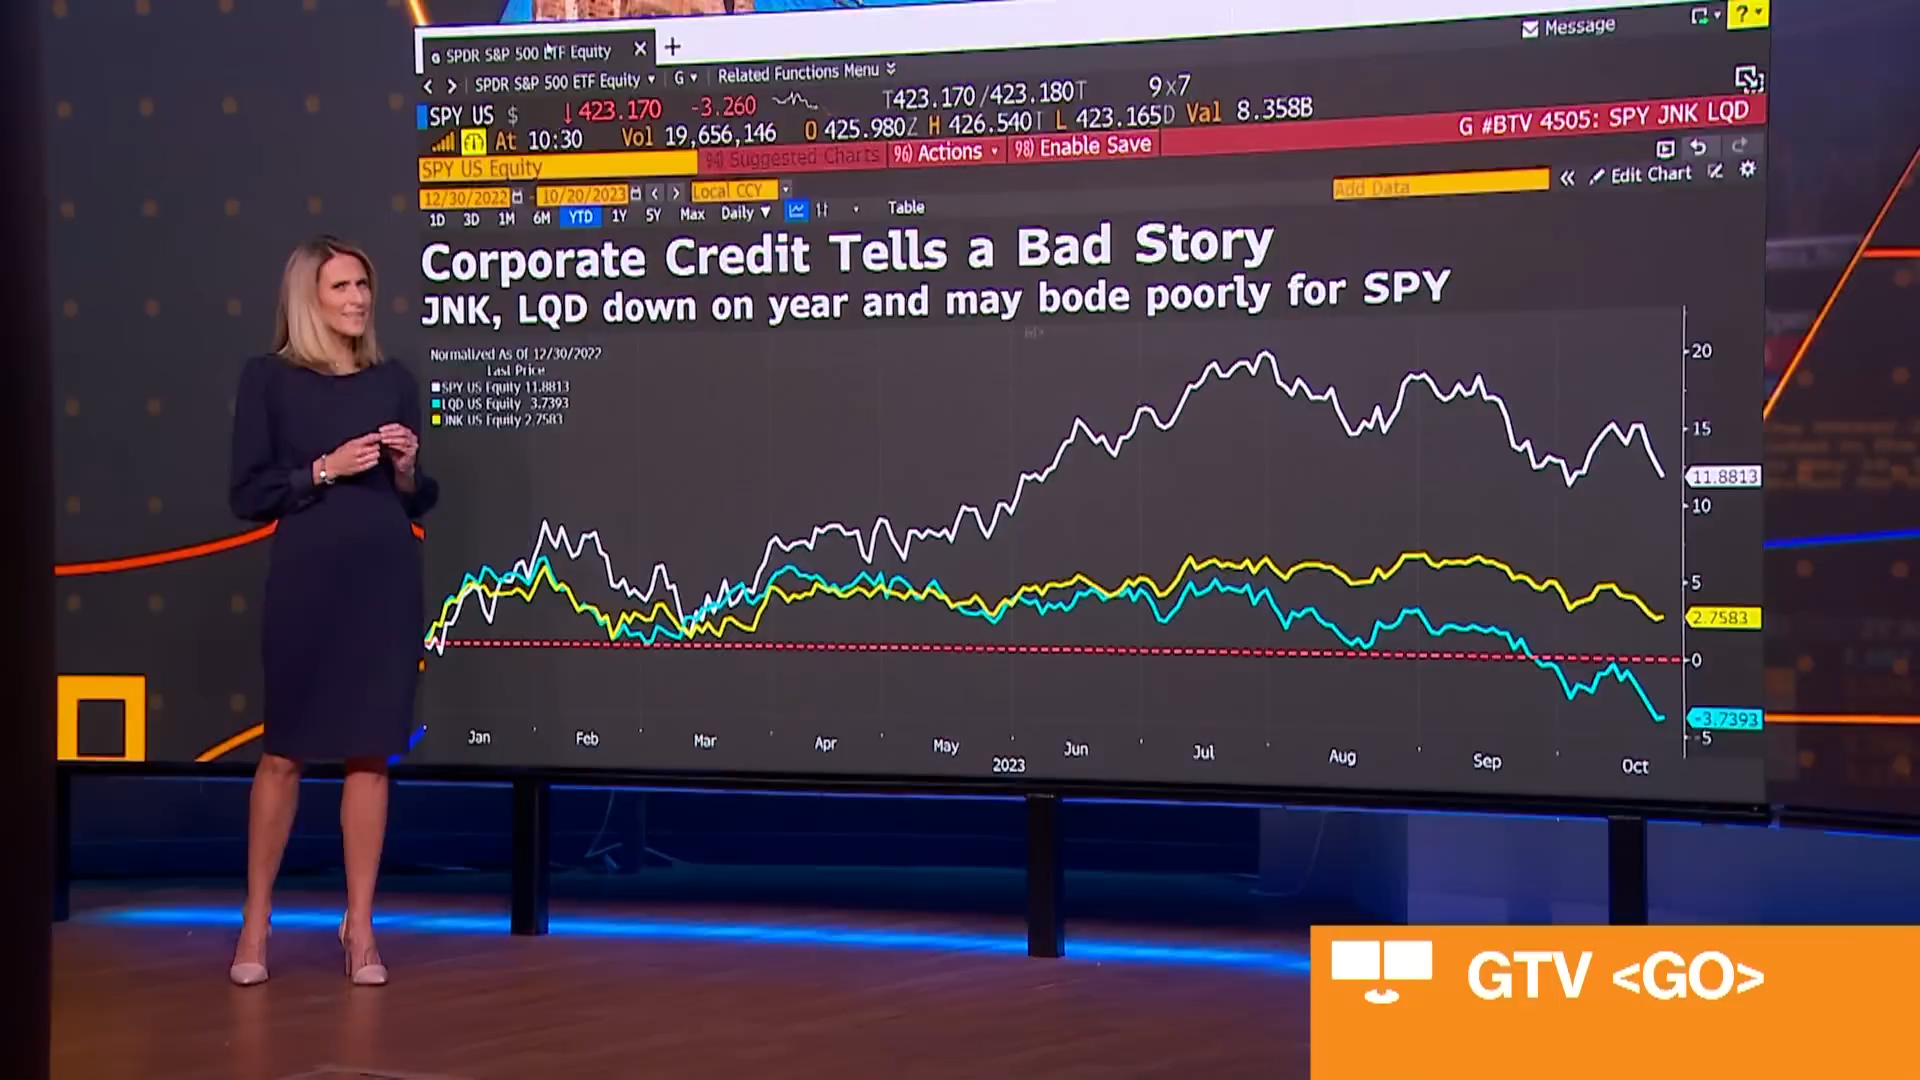 G SPDR S&P 500 ETF Equity × +
Message
? ▾
< > SPDR S&P 500 ETF Equity ▾ G ▾ Related Functions Menu
SPY US $ ↓423.170 -3.260 T423.170/423.180T 9x7
At 10:30 Vol 19,656,146 O 425.980Z H 426.540T L 423.165D Val 8.358B
G #BTV 4505: SPY JNK LQD
SPY US Equity 94) Suggested Charts 96) Actions ▾ 98) Enable Save
12/30/2022 - 10/20/2023 < > Local CCY ▾
Add Data « Edit Chart
1D 3D 1M 6M YTD 1Y 5Y Max Daily ▼ Table
Corporate Credit Tells a Bad Story
JNK, LQD down on year and may bode poorly for SPY
Normalized As Of 12/30/2022
Last Price
SPY US Equity 11.8813
LQD US Equity 3.7393
JNK US Equity 2.7583
20
15
11.8813
10
5
2.7583
0
-3.7393
-5
Jan Feb Mar Apr May Jun Jul Aug Sep Oct
2023
GTV <GO>